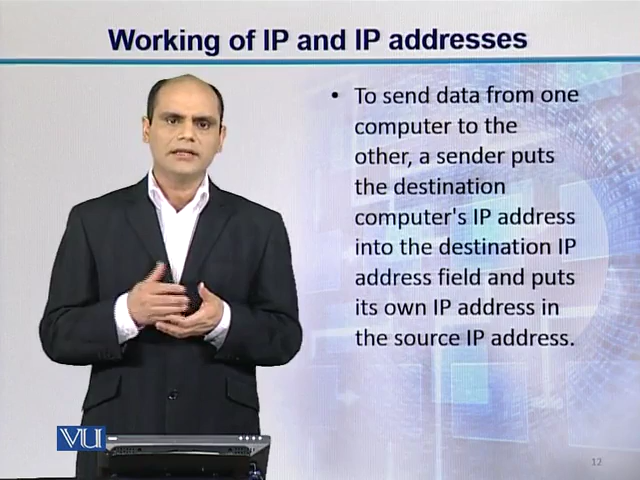 Working of IP and IP addresses
• To send data from one
computer to the
other, a sender puts
the destination
computer's IP address
into the destination IP
address field and puts
its own IP address in
the source IP address.
VU
12